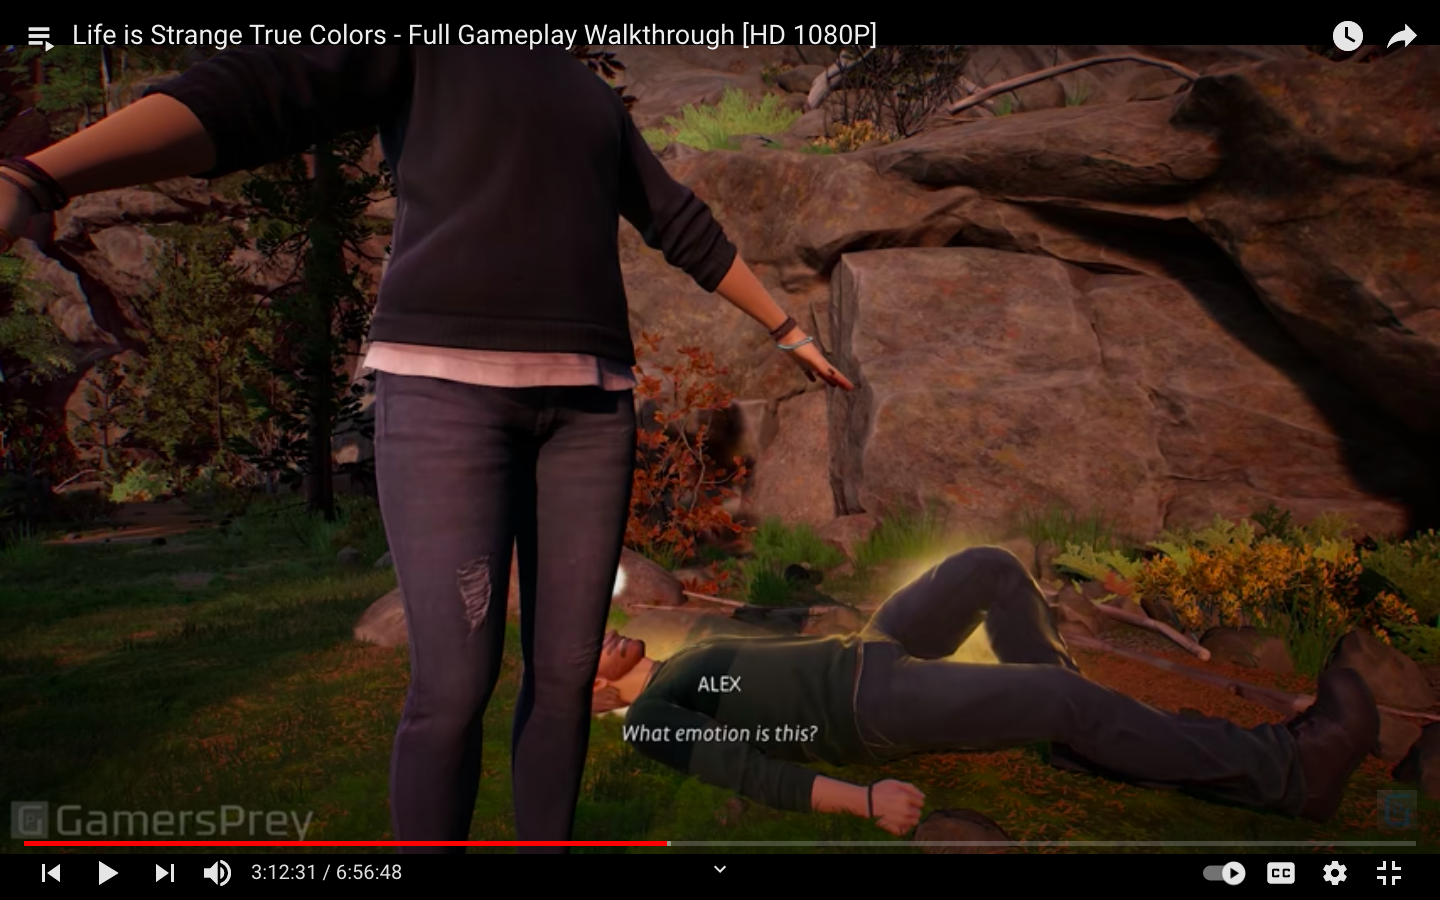 Life is Strange True Colors - Full Gameplay Walkthrough [HD 1080P]
ALEX
What emotion is this?
GamersPrey
3:12:31 / 6:56:48
CC